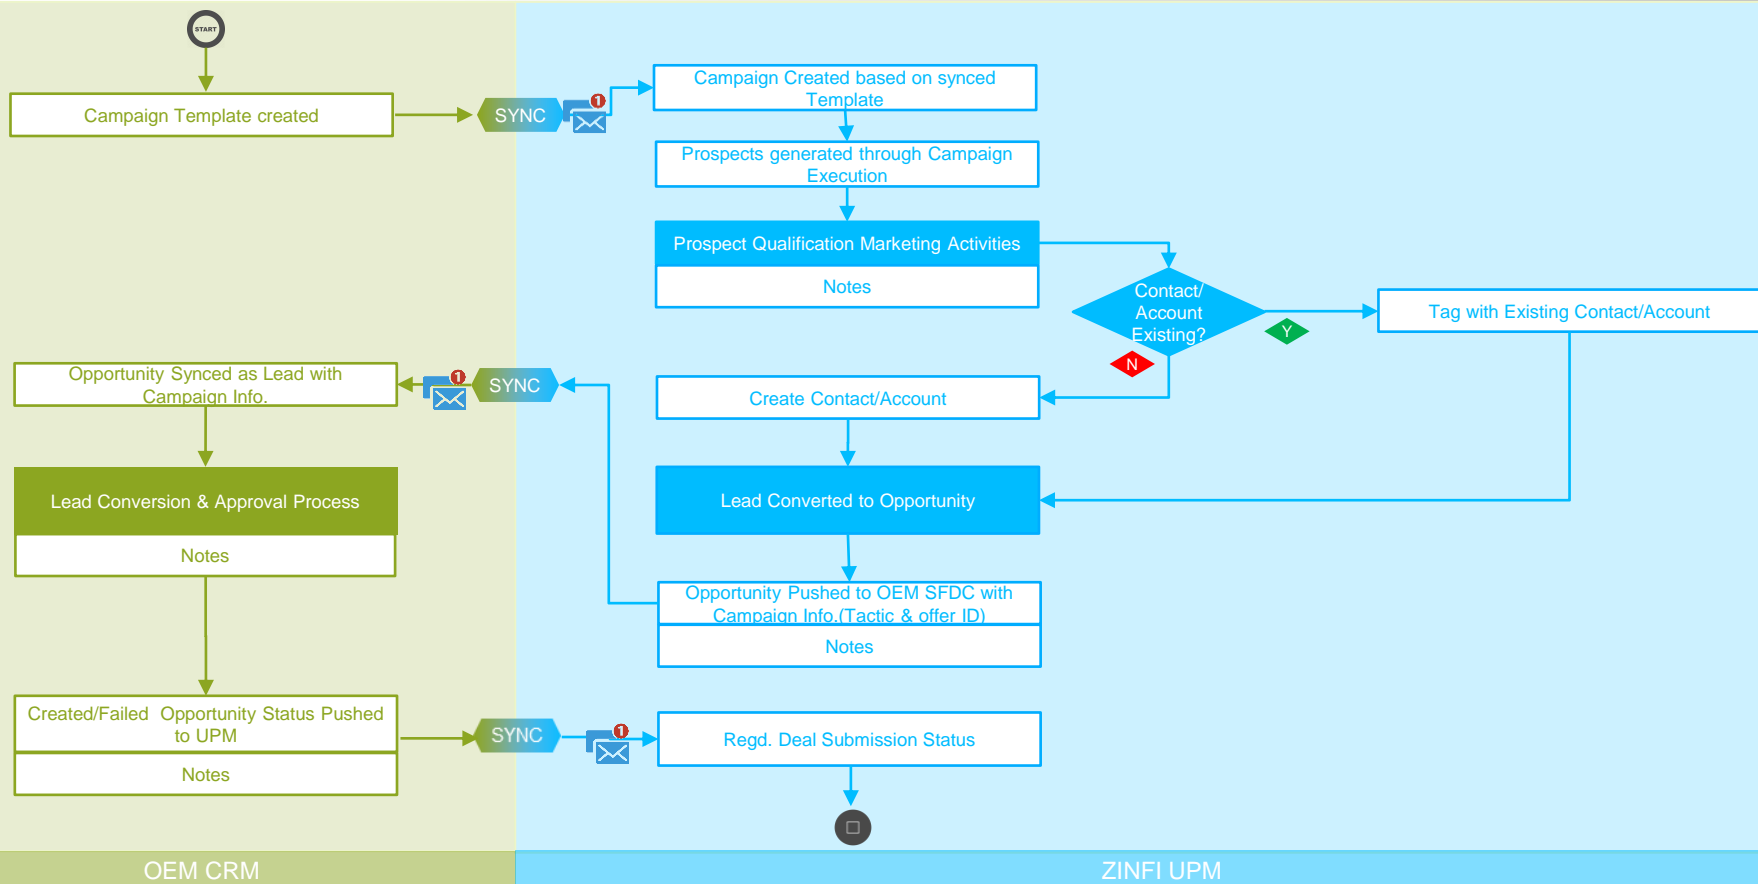 START
Campaign Template created
SYNC
1
Campaign Created based on synced
Template
Prospects generated through Campaign
Execution
Prospect Qualification Marketing Activities
Notes
Contact/
Account
Existing?
Y
N
Tag with Existing Contact/Account
Opportunity Synced as Lead with
Campaign Info.
1
SYNC
Create Contact/Account
Lead Conversion & Approval Process
Notes
Lead Converted to Opportunity
Opportunity Pushed to OEM SFDC with
Campaign Info.(Tactic & offer ID)
Notes
Created/Failed Opportunity Status Pushed
to UPM
Notes
SYNC
1
Regd. Deal Submission Status
OEM CRM
ZINFI UPM